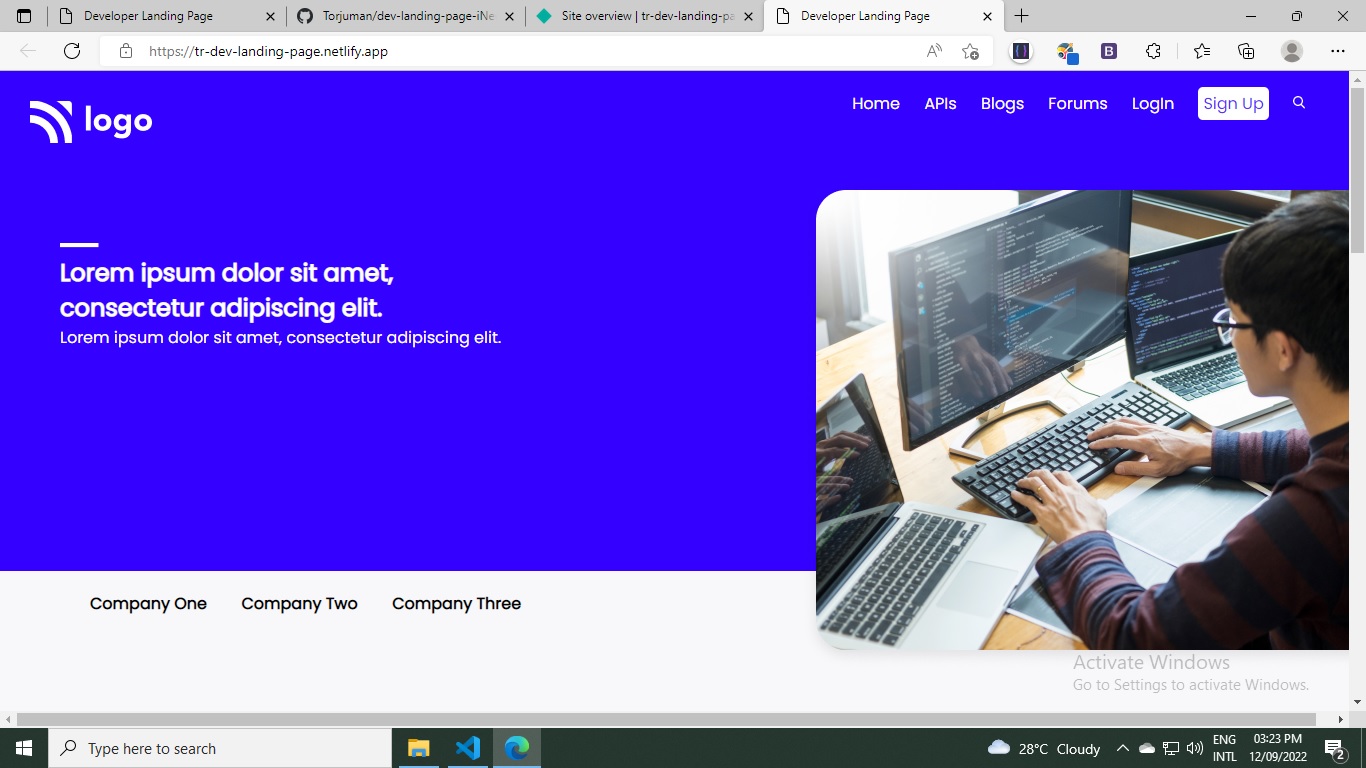 Developer Landing Page
Torjuman/dev-landing-page-iNe
Site overview | tr-dev-landing-pa
Developer Landing Page
https://tr-dev-landing-page.netlify.app
B
logo
Home APIs Blogs Forums LogIn Sign Up
Lorem ipsum dolor sit amet,
consectetur adipiscing elit.
Lorem ipsum dolor sit amet, consectetur adipiscing elit.
Company One Company Two Company Three
Activate Windows
Go to Settings to activate Windows.
Type here to search
28°C Cloudy
ENG
INTL
03:23 PM
12/09/2022
2